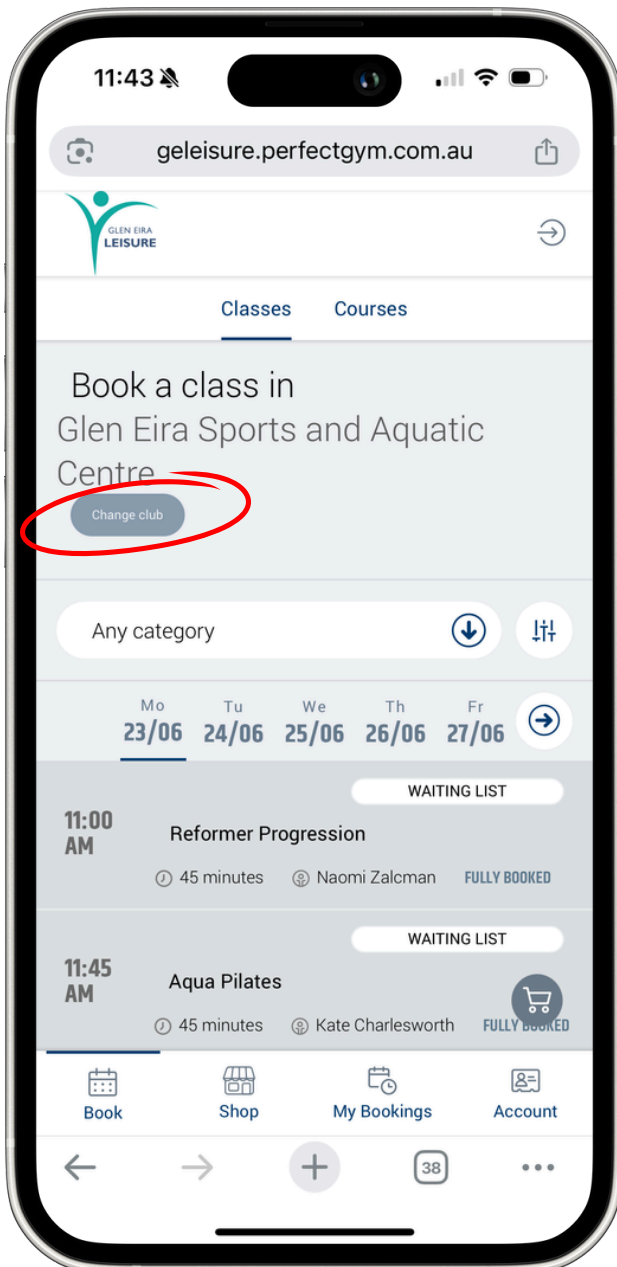 11:43
geleisure.perfectgym.com.au
GLEN EIRA
LEISURE
Classes Courses
Book a class in
Glen Eira Sports and Aquatic
Centre
Change club
Any category
Mo Tu We Th Fr
23/06 24/06 25/06 26/06 27/06
WAITING LIST
11:00
AM
Reformer Progression
45 minutes Naomi Zalcman FULLY BOOKED
WAITING LIST
11:45
AM
Aqua Pilates
45 minutes Kate Charlesworth FULLY BOOKED
Book Shop My Bookings Account
38